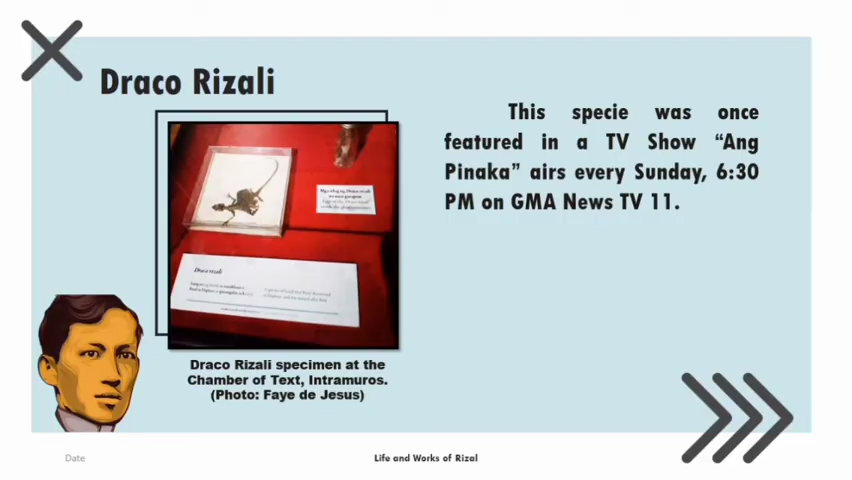 Draco Rizali
This specie was once
featured in a TV Show “Ang
Pinaka” airs every Sunday, 6:30
PM on GMA News TV 11.
Draco rizali
Draco Rizali specimen at the
Chamber of Text, Intramuros.
(Photo: Faye de Jesus)
Date
Life and Works of Rizal